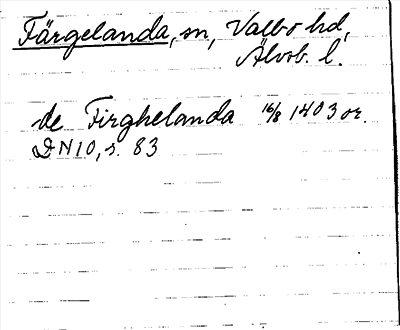 Färgelanda, sn, Valbo hd,
Älvsb. l.
de Firghelanda 16/8 1403 or.
DN 10, s. 83